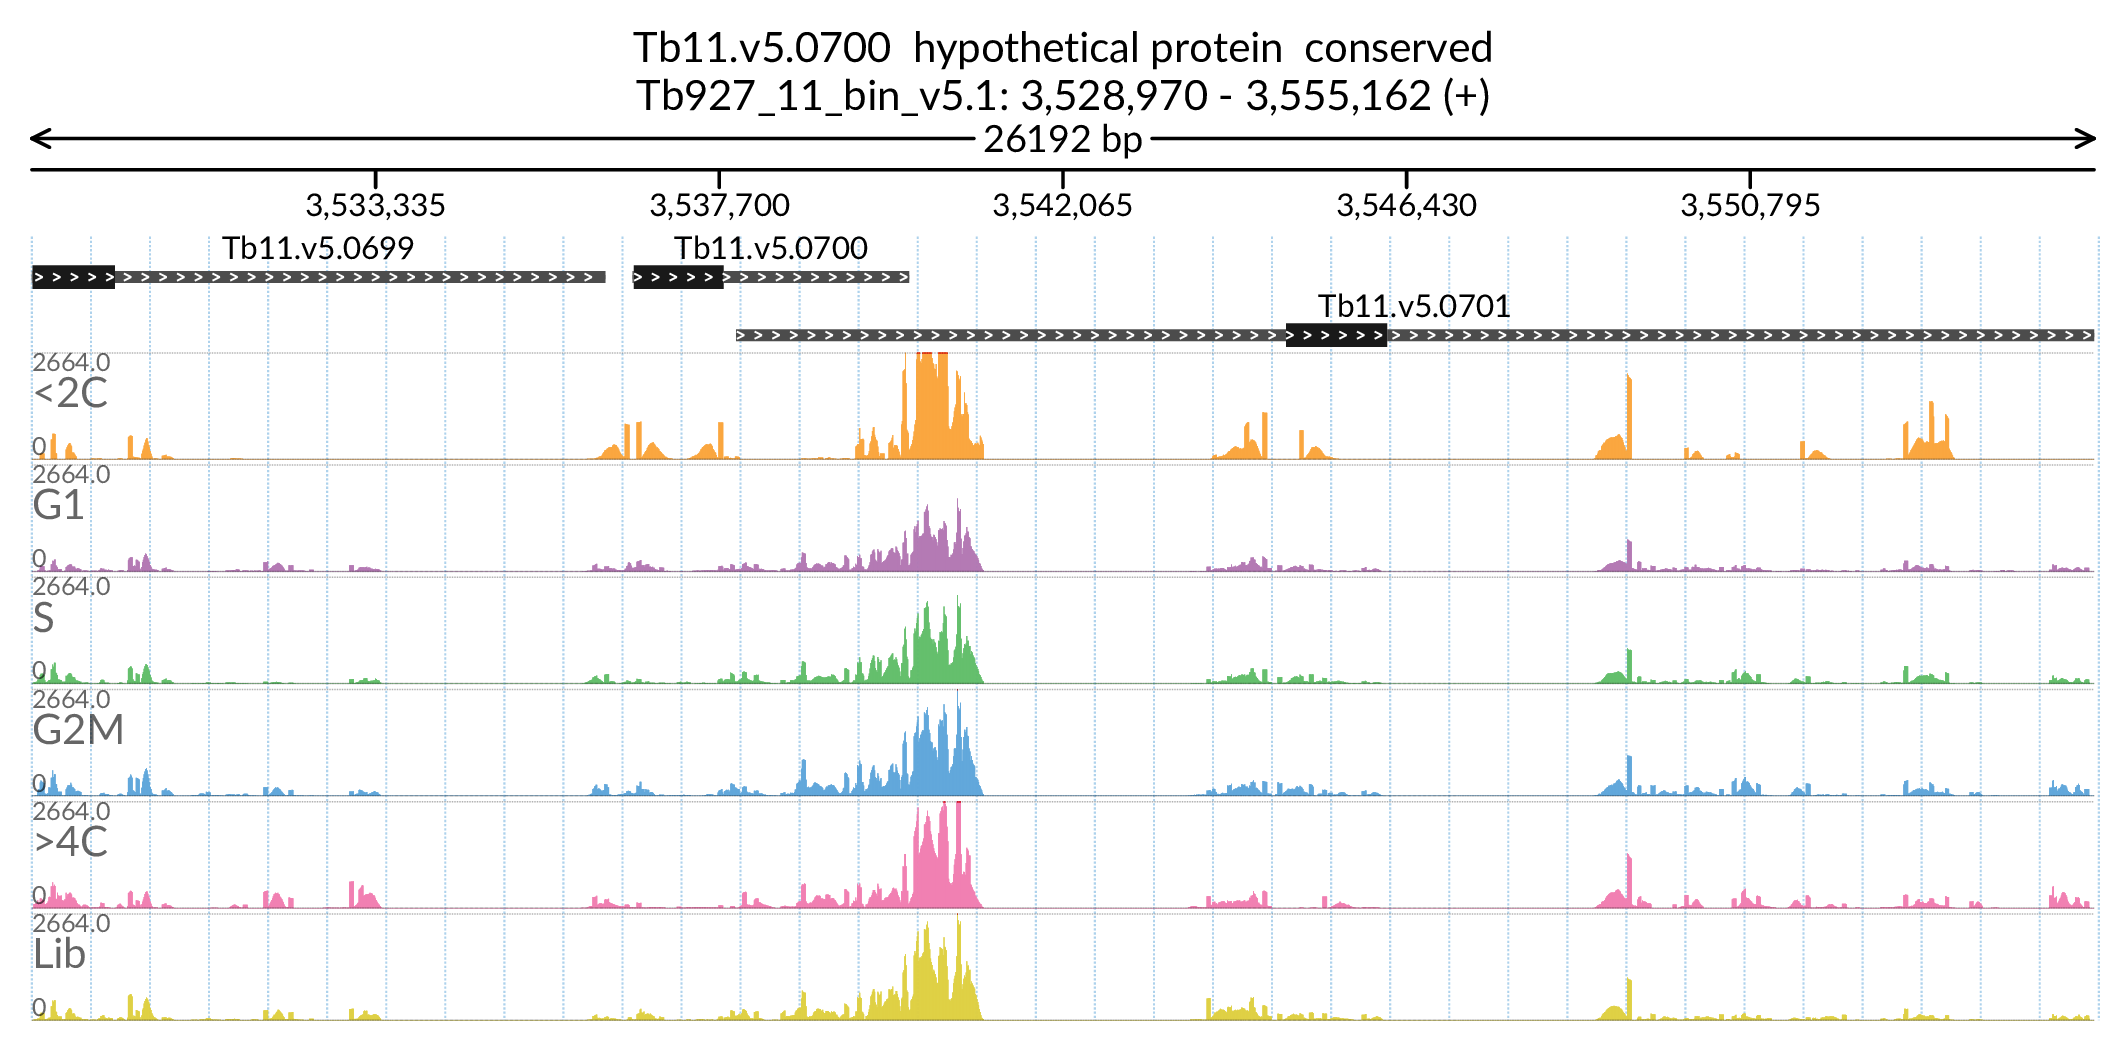 Tb11.v5.0700 hypothetical protein conserved
Tb927_11_bin_v5.1: 3,528,970 - 3,555,162 (+)
26192 bp
3,533,335 3,537,700 3,542,065 3,546,430 3,550,795
Tb11.v5.0699 Tb11.v5.0700
Tb11.v5.0701
2664.0
<2C
0
2664.0
G1
0
2664.0
S
0
2664.0
G2M
0
2664.0
>4C
0
2664.0
Lib
0